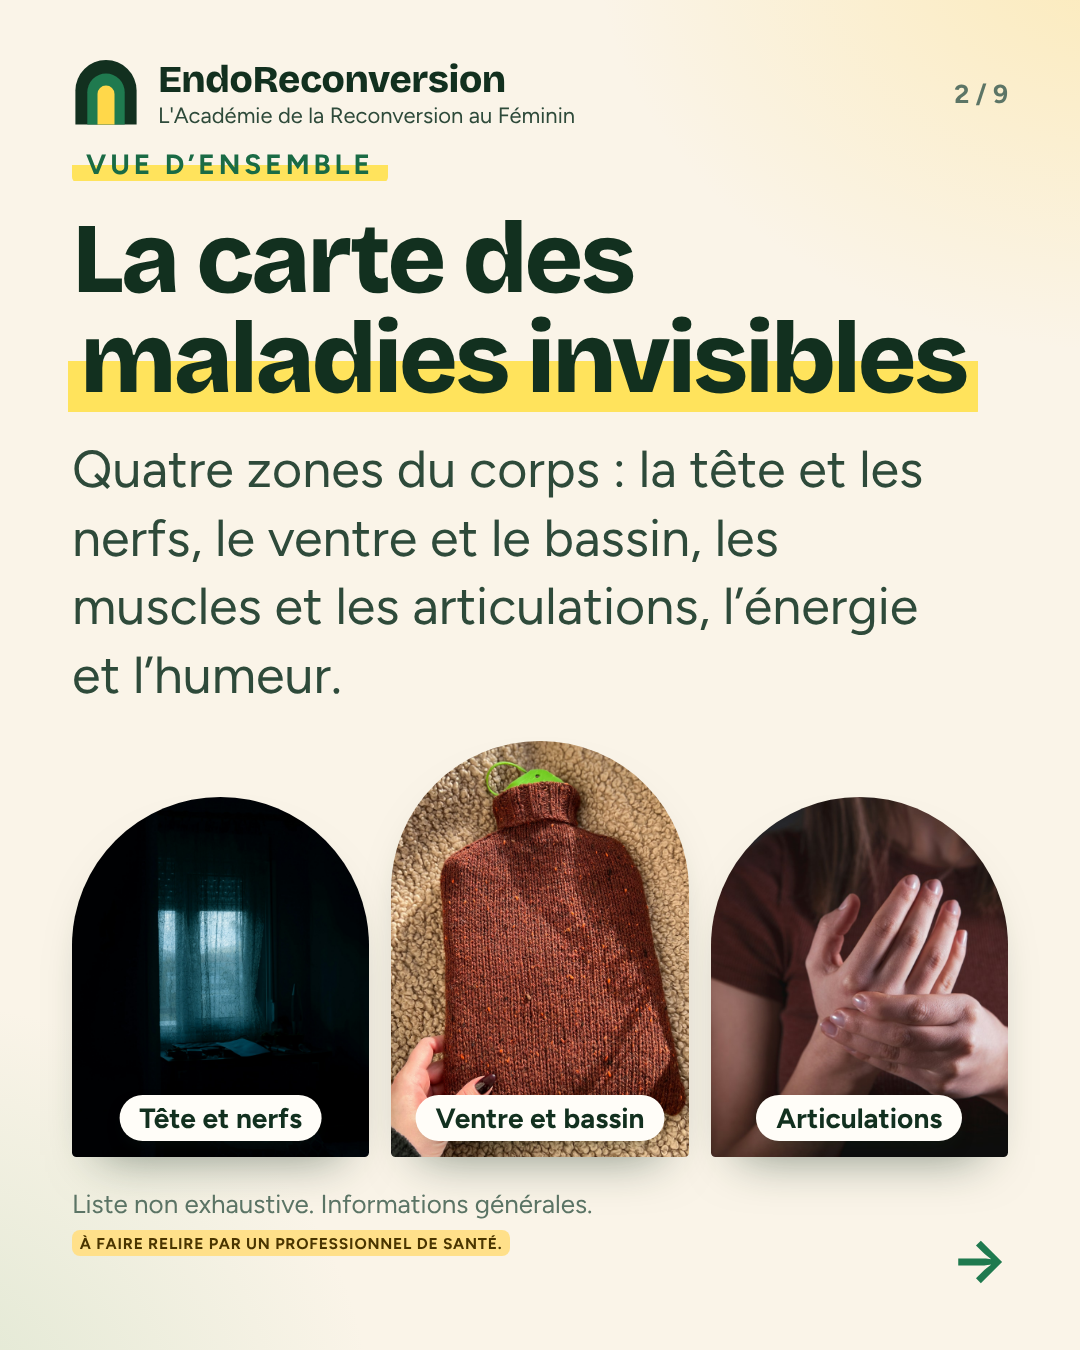 EndoReconversion
L'Académie de la Reconversion au Féminin
2 / 9
VUE D’ENSEMBLE
La carte des
maladies invisibles
Quatre zones du corps : la tête et les
nerfs, le ventre et le bassin, les
muscles et les articulations, l’énergie
et l’humeur.
Tête et nerfs
Ventre et bassin
Articulations
Liste non exhaustive. Informations générales.
À FAIRE RELIRE PAR UN PROFESSIONNEL DE SANTÉ.